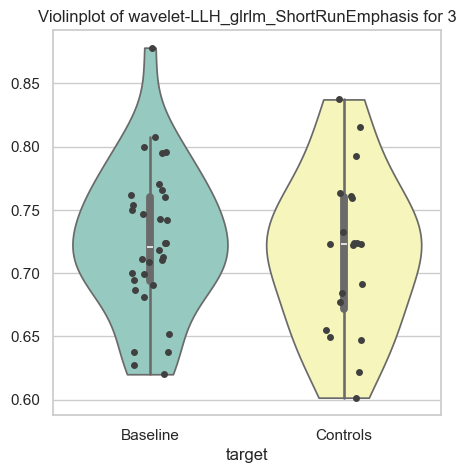 Violinplot of wavelet-LLH_glrlm_ShortRunEmphasis for 3
0.85
0.80
0.75
0.70
0.65
0.60
Baseline
Controls
target